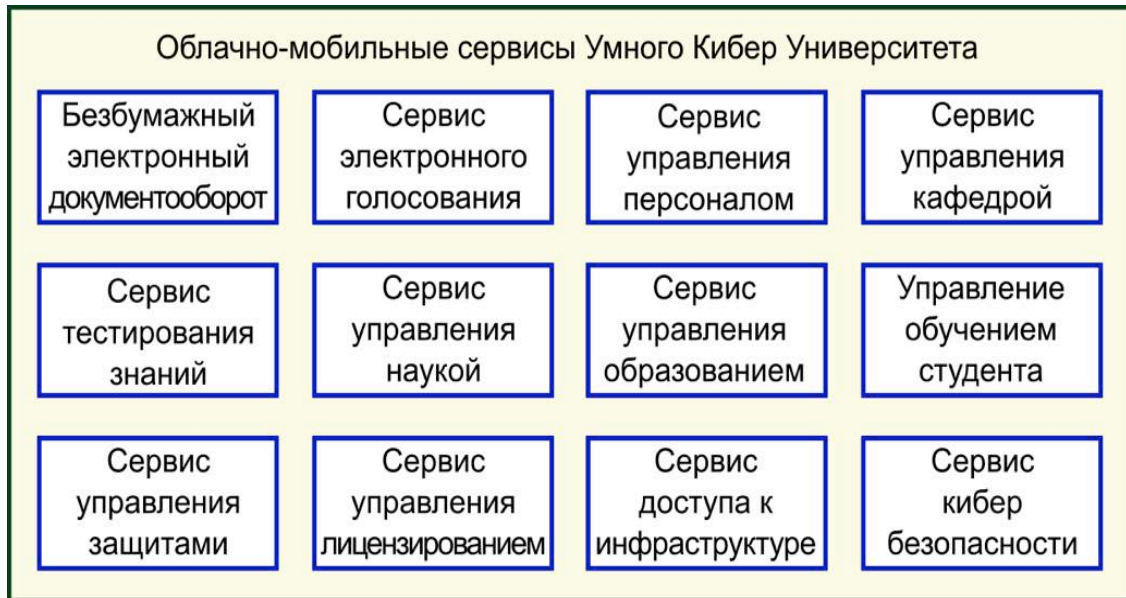 Облачно-мобильные сервисы Умного Кибер Университета
Безбумажный
электронный
документооборот
Сервис
электронного
голосования
Сервис
управления
персоналом
Сервис
управления
кафедрой
Сервис
тестирования
знаний
Сервис
управления
наукой
Сервис
управления
образованием
Управление
обучением
студента
Сервис
управления
защитами
Сервис
управления
лицензированием
Сервис
доступа к
инфраструктуре
Сервис
кибер
безопасности